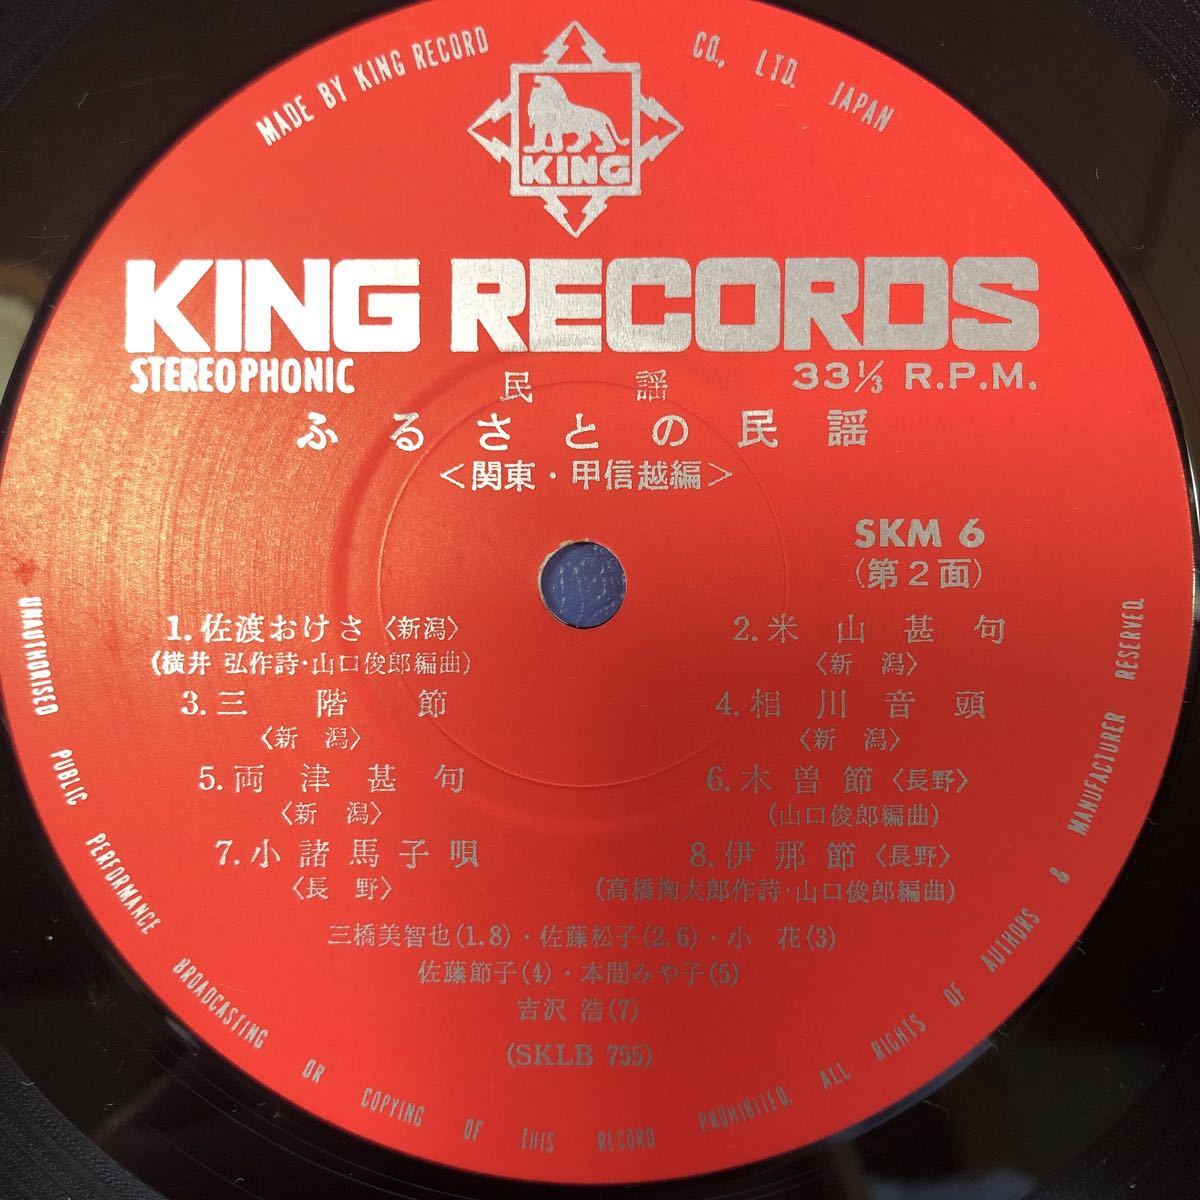 MADE BY KING RECORD CO., LTD. JAPAN
KING
KING RECORDS
STEREOPHONIC
民謡
33⅓ R.P.M.
ふるさとの民謡
<関東・甲信越編>
SKM 6
(第2面)
1. 佐渡おけさ〈新潟〉
(横井 弘作詩・山口俊郎編曲)
2. 米山甚句
〈新潟〉
3. 三階節
〈新潟〉
4. 相川音頭
〈新潟〉
5. 両津甚句
〈新潟〉
6. 木曽節〈長野〉
(山口俊郎編曲)
7. 小諸馬子唄
〈長野〉
8. 伊那節〈長野〉
(高橋掬太郎作詩・山口俊郎編曲)
三橋美智也(1.8)・佐藤松子(2.6)・小花(3)
佐藤節子(4)・本間みや子(5)
吉沢 浩(7)
(SKLB 755)
UNAUTHORISED PUBLIC PERFORMANCE BROADCASTING OR COPYING OF THIS RECORD PROHIBITED. ALL RIGHTS OF AUTHORS & MANUFACTURER RESERVED.